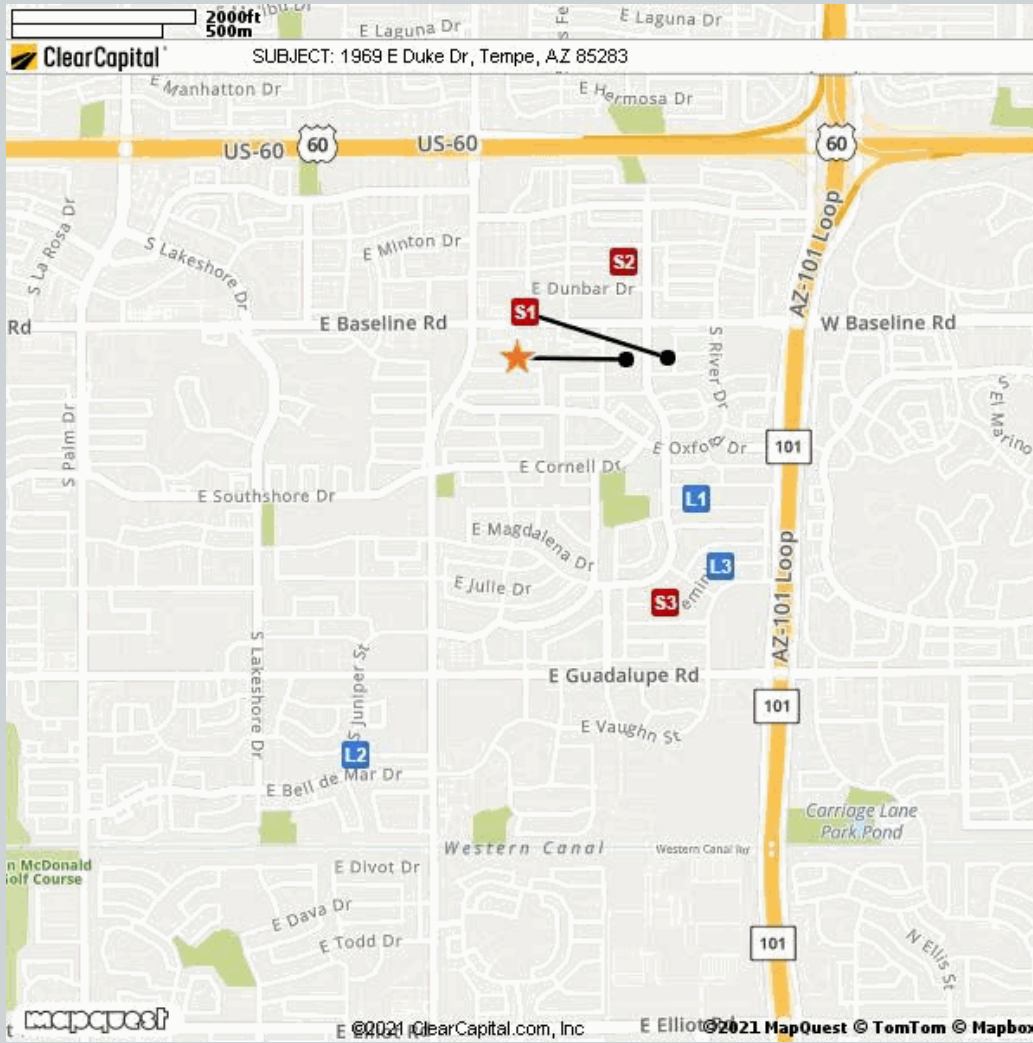 2000ft
500m
E Laguna Dr
E Laguna Dr
ClearCapital
SUBJECT: 1969 E Duke Dr, Tempe, AZ 85283
E Manhatton Dr
E Hermosa Dr
US-60
60
US-60
60
S La Rosa Dr
S Lakeshore Dr
E Minton Dr
S2
AZ-101 Loop
E Dunbar Dr
S1
Rd
E Baseline Rd
W Baseline Rd
S River Dr
S Palm Dr
E Oxford Dr
101
E Cornell Dr
E Southshore Dr
L1
E Magdalena Dr
L3
AZ-101 Loop
E Julie Dr
S3
S Lakeshore Dr
S Juniper St
E Guadalupe Rd
101
E Vaughn St
L2
E Bell de Mar Dr
Carriage Lane
Park Pond
Western Canal
Western Canal Rd
n McDonald
Golf Course
E Divot Dr
E Dava Dr
E Todd Dr
101
N Ellis St
mapquest
©2021 ClearCapital.com, Inc
E Elliot Rd
©2021 MapQuest © TomTom © Mapbox